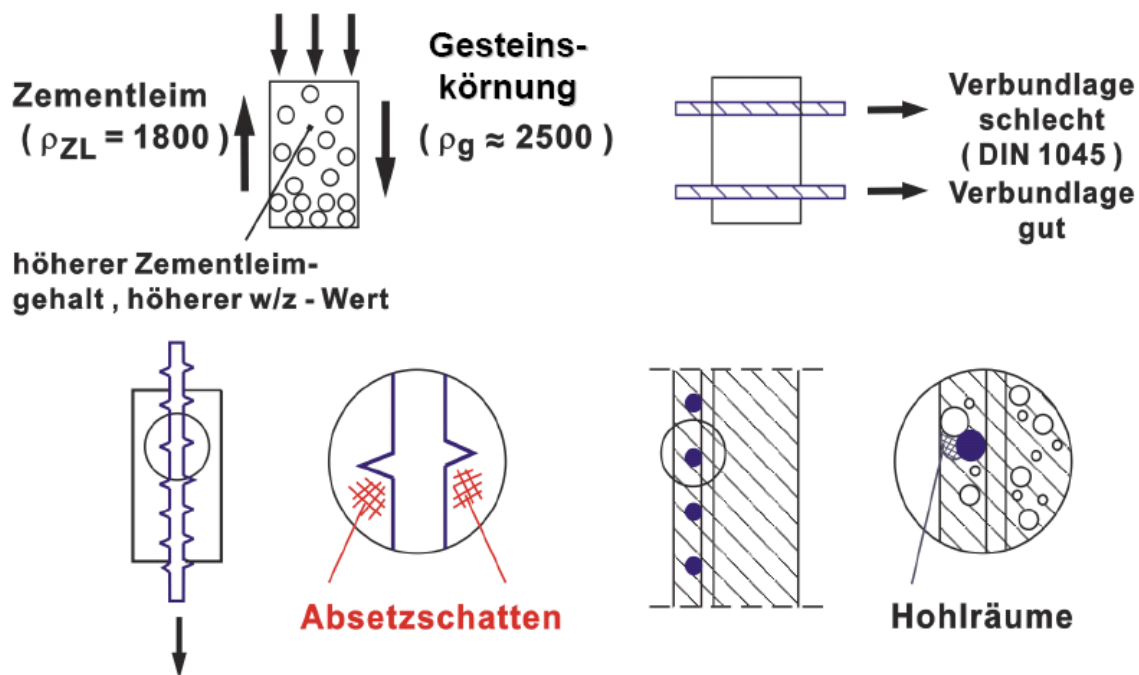 Zementleim
( ρZL = 1800 )
Gesteins-
körnung
( ρg ≈ 2500 )
höherer Zementleim-
gehalt , höherer w/z - Wert
Verbundlage
schlecht
( DIN 1045 )
Verbundlage
gut
Absetzschatten
Hohlräume